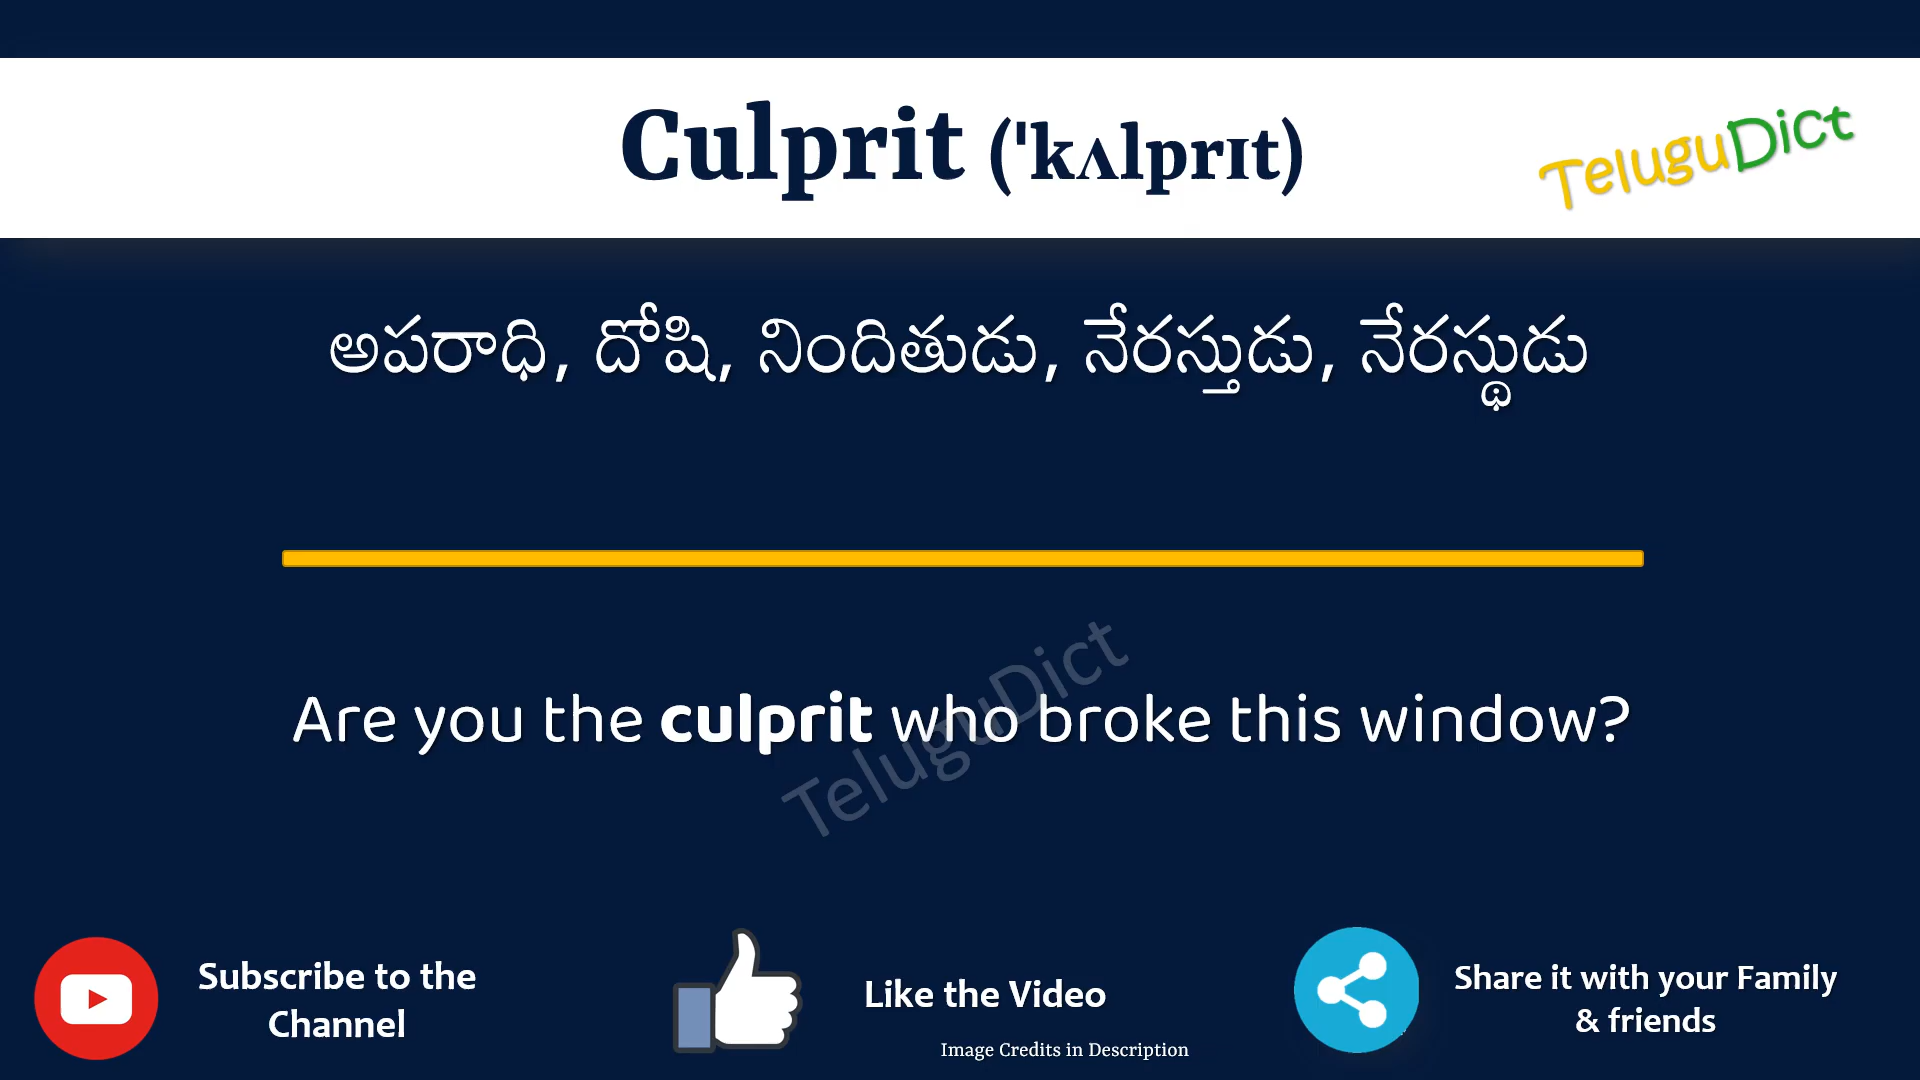 Culprit (ˈkʌlprɪt)
TeluguDict
అపరాధి, దోషి, నిందితుడు, నేరస్తుడు, నేరస్థుడు
Are you the culprit who broke this window?
TeluguDict
Subscribe to the
Channel
Like the Video
Share it with your Family
& friends
Image Credits in Description